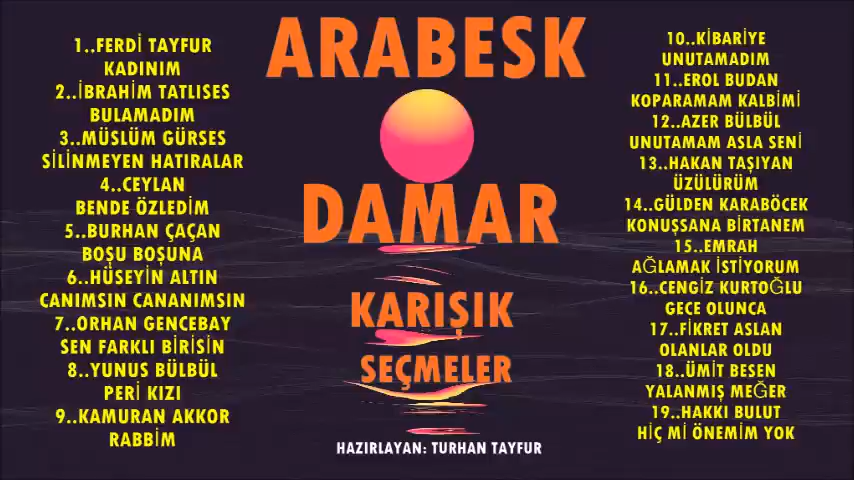 ARABESK
DAMAR
KARIŞIK
SEÇMELER
HAZIRLAYAN: TURHAN TAYFUR
1..FERDİ TAYFUR
KADINIM
2..İBRAHİM TATLISES
BULAMADIM
3..MÜSLÜM GÜRSES
SİLİNMEYEN HATIRALAR
4..CEYLAN
BENDE ÖZLEDİM
5..BURHAN ÇAÇAN
BOŞU BOŞUNA
6..HÜSEYİN ALTIN
CANIMSIN CANANIMSIN
7..ORHAN GENCEBAY
SEN FARKLI BİRİSİN
8..YUNUS BÜLBÜL
PERİ KIZI
9..KAMURAN AKKOR
RABBİM
10..KİBARİYE
UNUTAMADIM
11..EROL BUDAN
KOPARAMAM KALBİMİ
12..AZER BÜLBÜL
UNUTAMAM ASLA SENİ
13..HAKAN TAŞIYAN
ÜZÜLÜRÜM
14..GÜLDEN KARABÖCEK
KONUŞSANA BİRTANEM
15..EMRAH
AĞLAMAK İSTİYORUM
16..CENGİZ KURTOĞLU
GECE OLUNCA
17..FİKRET ASLAN
OLANLAR OLDU
18..ÜMİT BESEN
YALANMIŞ MEĞER
19..HAKKI BULUT
HİÇ Mİ ÖNEMİM YOK